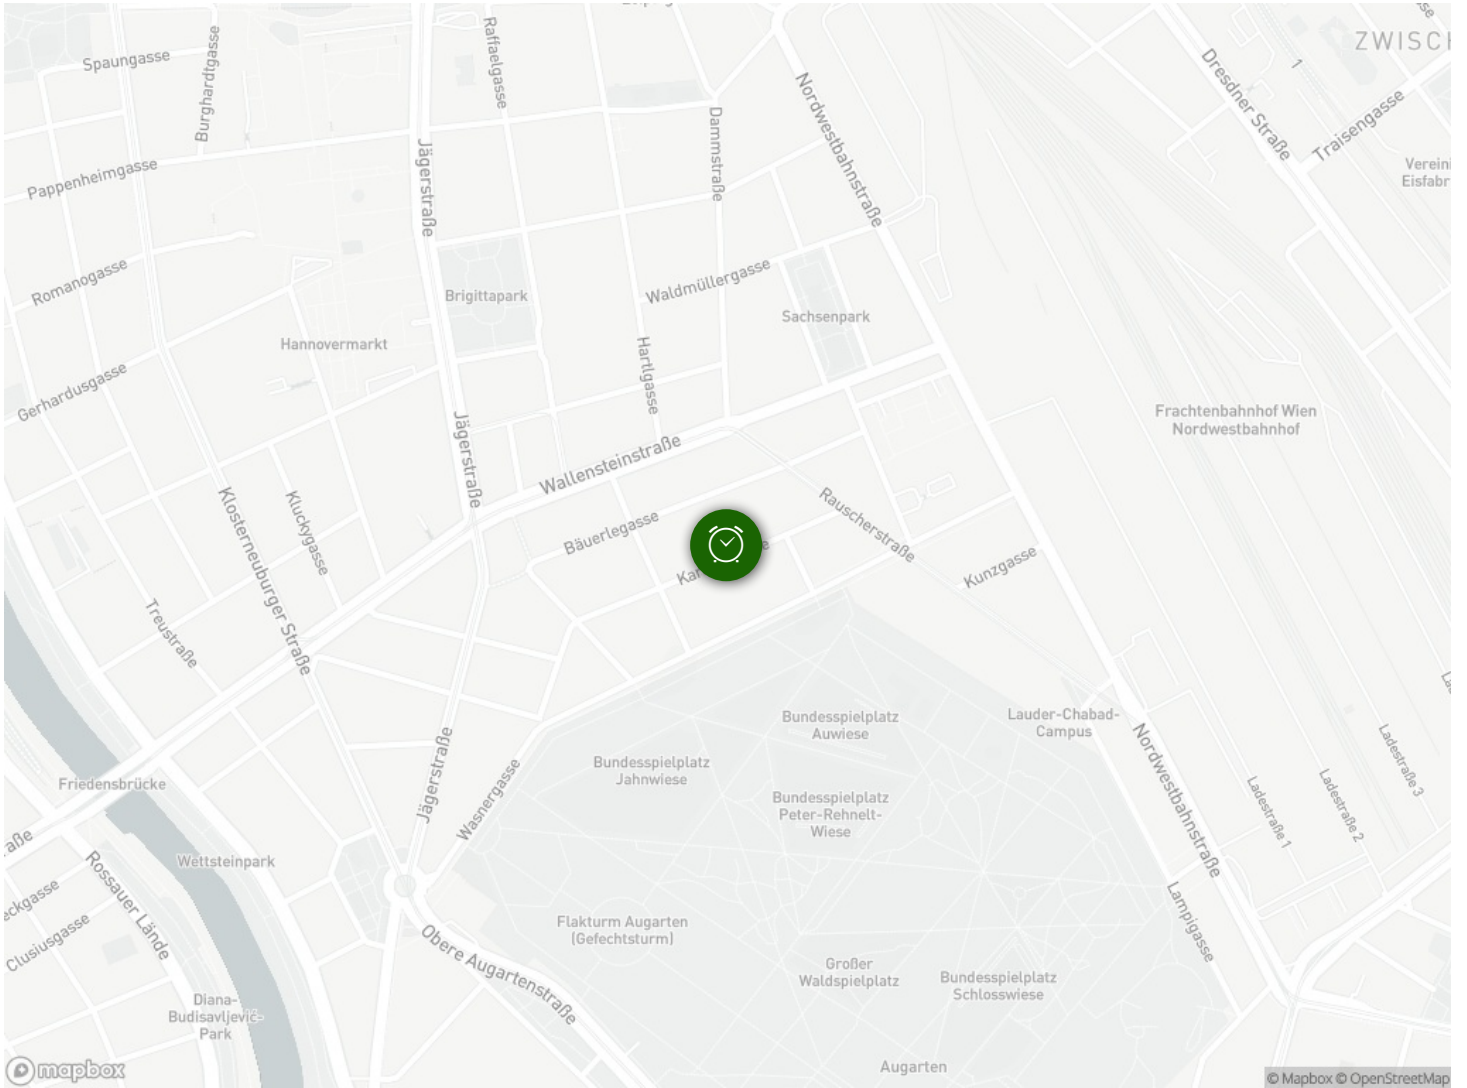 ZWISCH
Spaungasse
Burghardtgasse
Raffaelgasse
Dammstraße
Nordwestbahnstraße
Dresdner Straße
1
Traisengasse
Pappenheimgasse
Jägerstraße
Romanogasse
Brigittapark
Waldmüllergasse
Sachsenpark
Hannovermarkt
Hartlgasse
Gerhardusgasse
Jägerstraße
Frachtenbahnhof Wien
Nordwestbahnhof
Wallensteinstraße
Klosterneuburger Straße
Kluckygasse
Bäuerlegasse
Rauscherstraße
Kunzgasse
Treustraße
Bundesspielplatz
Auwiese
Lauder-Chabad-
Campus
Jägerstraße
Bundesspielplatz
Jahnwiese
Nordwestbahnstraße
Ladestraße 3
Friedensbrücke
Wasnergasse
Bundesspielplatz
Peter-Rehnelt-
Wiese
Ladestraße 1
Ladestraße 2
Wettsteinpark
Rossauer Lände
Lampigasse
Clusiusgasse
Flakturm Augarten
(Gefechtsturm)
Obere Augartenstraße
Großer
Waldspielplatz
Bundesspielplatz
Schlosswiese
Diana-
Budisavljević-
Park
Augarten
mapbox
© Mapbox © OpenStreetMap